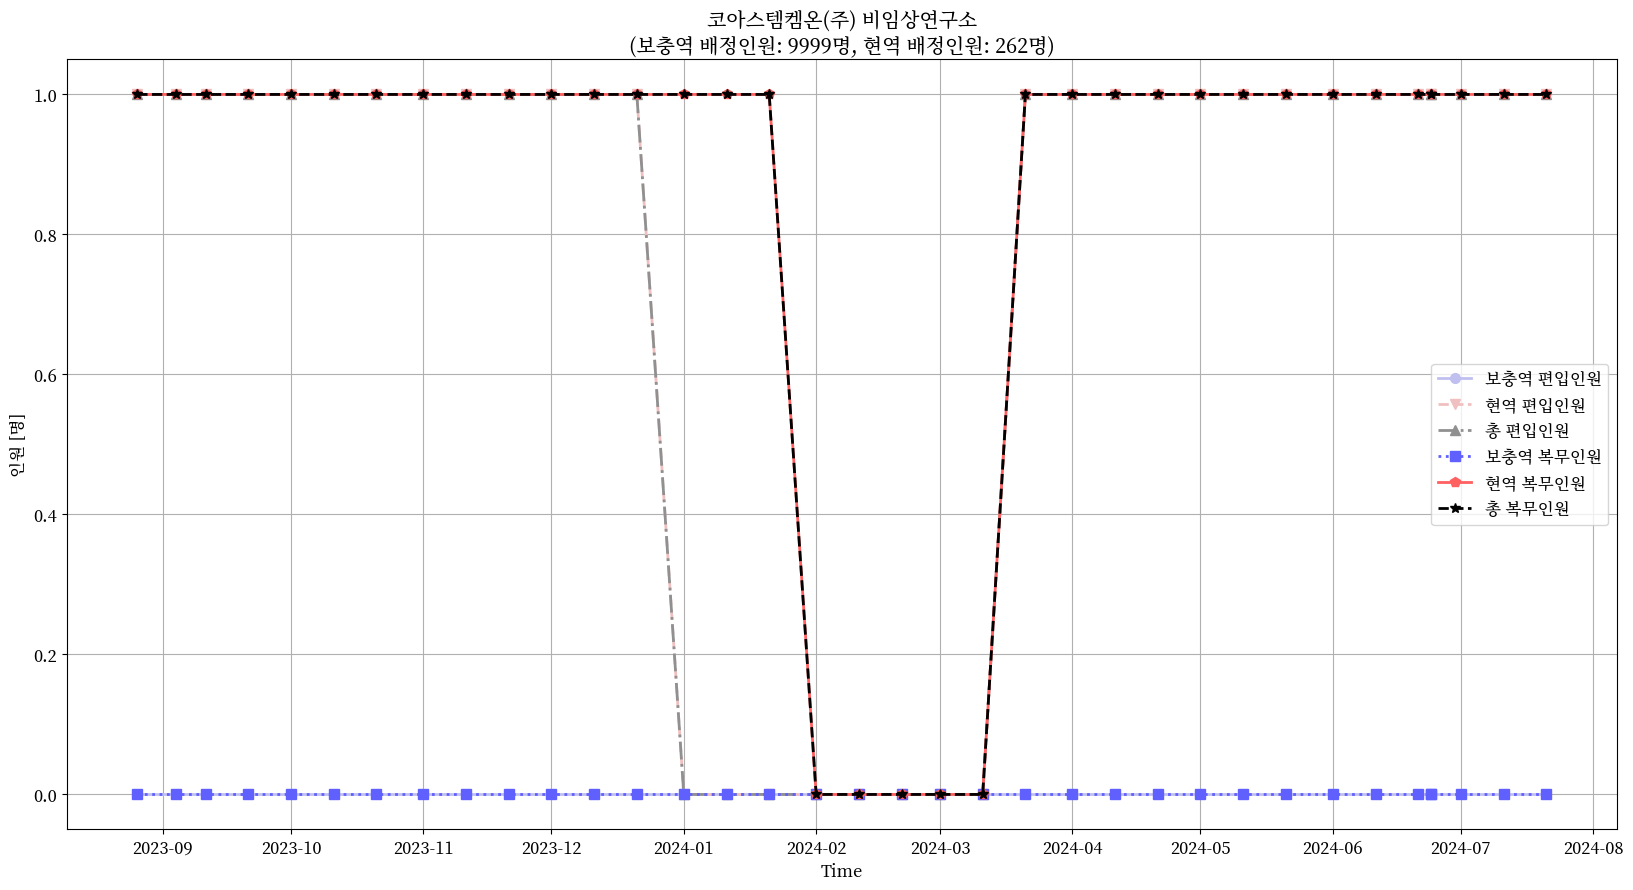 코아스템켐온(주) 비임상연구소
(보충역 배정인원: 9999명, 현역 배정인원: 262명)
1.0
0.8
0.6
0.4
0.2
0.0
인원 [명]
보충역 편입인원
현역 편입인원
총 편입인원
보충역 복무인원
현역 복무인원
총 복무인원
2023-09
2023-10
2023-11
2023-12
2024-01
2024-02
2024-03
2024-04
2024-05
2024-06
2024-07
2024-08
Time